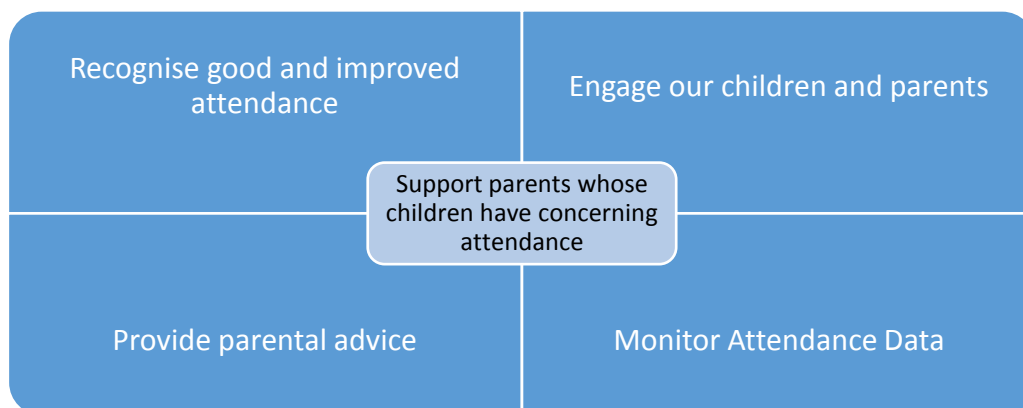 Recognise good and improved
attendance
Engage our children and parents
Support parents whose
children have concerning
attendance
Provide parental advice
Monitor Attendance Data